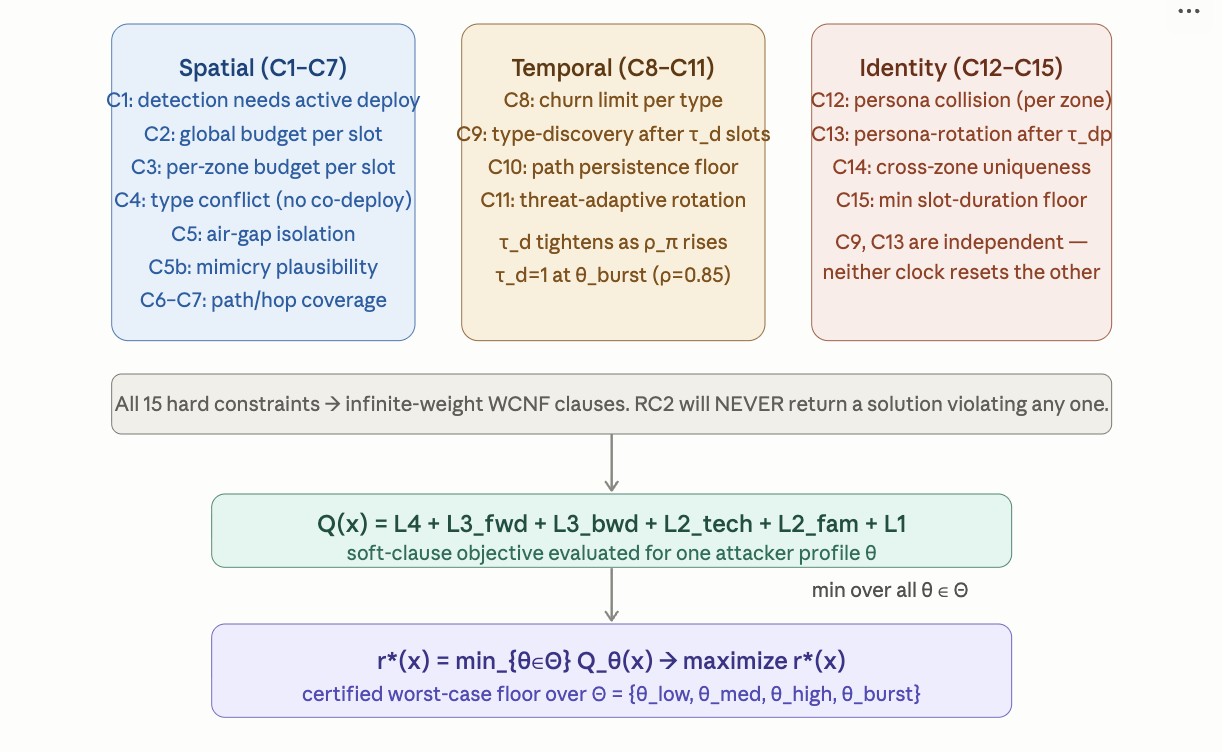 Spatial (C1–C7)
C1: detection needs active deploy
C2: global budget per slot
C3: per-zone budget per slot
C4: type conflict (no co-deploy)
C5: air-gap isolation
C5b: mimicry plausibility
C6–C7: path/hop coverage
Temporal (C8–C11)
C8: churn limit per type
C9: type-discovery after τ_d slots
C10: path persistence floor
C11: threat-adaptive rotation
τ_d tightens as ρ_π rises
τ_d=1 at θ_burst (ρ=0.85)
Identity (C12–C15)
C12: persona collision (per zone)
C13: persona-rotation after τ_dp
C14: cross-zone uniqueness
C15: min slot-duration floor
C9, C13 are independent —
neither clock resets the other
All 15 hard constraints → infinite-weight WCNF clauses. RC2 will NEVER return a solution violating any one.
Q(x) = L4 + L3_fwd + L3_bwd + L2_tech + L2_fam + L1
soft-clause objective evaluated for one attacker profile θ
min over all θ ∈ Θ
r*(x) = min_{θ∈Θ} Q_θ(x) → maximize r*(x)
certified worst-case floor over Θ = {θ_low, θ_med, θ_high, θ_burst}